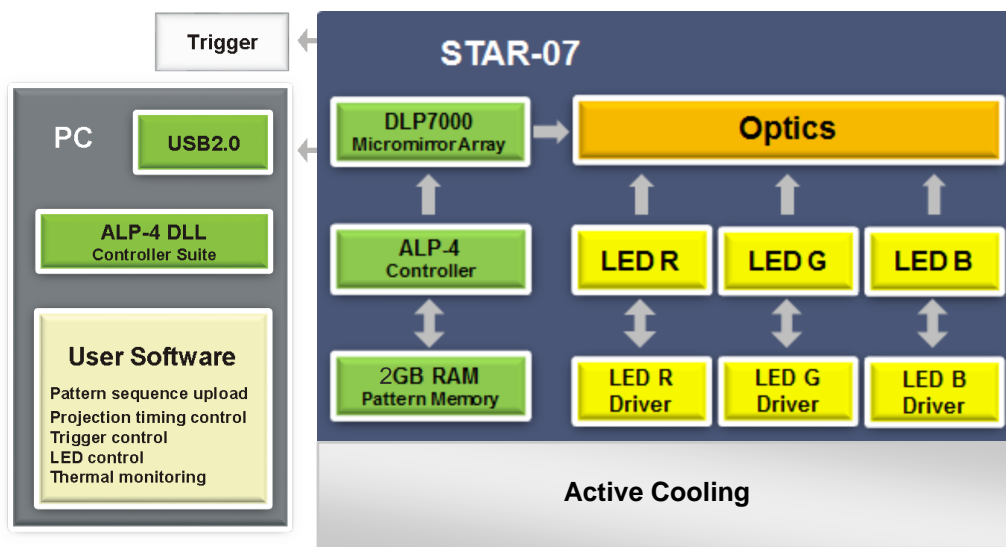 Trigger
PC
USB2.0
ALP-4 DLL
Controller Suite
User Software
Pattern sequence upload
Projection timing control
Trigger control
LED control
Thermal monitoring
STAR-07
DLP7000
Micromirror Array
Optics
ALP-4
Controller
LED R
LED G
LED B
2GB RAM
Pattern Memory
LED R
Driver
LED G
Driver
LED B
Driver
Active Cooling